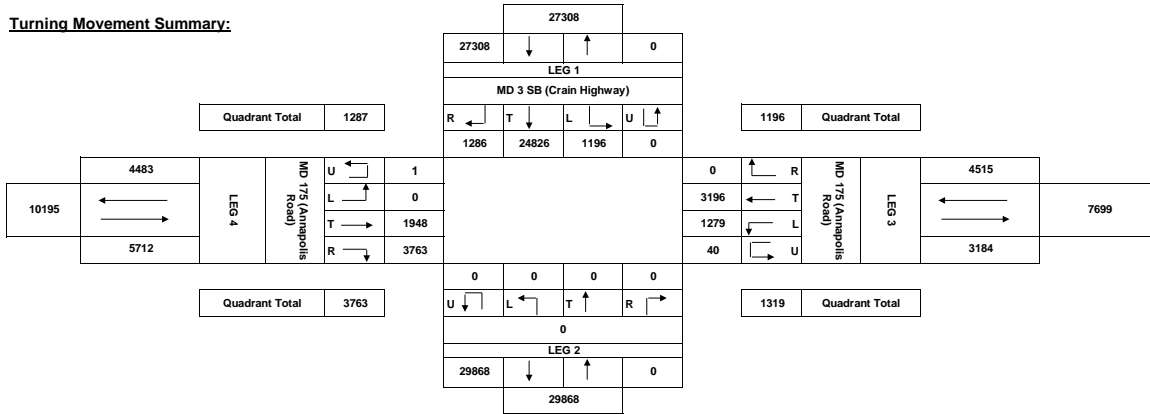 Turning Movement Summary:
27308
27308 0
LEG 1
MD 3 SB (Crain Highway)
Quadrant Total 1287
R T L U
1196 Quadrant Total
1286 24826 1196 0
4483
LEG 4
MD 175 (Annapolis Road)
U 1
0 R
MD 175 (Annapolis Road)
LEG 3
4515
10195
L 0
3196 T
7699
T 1948
1279 L
5712
R 3763
40 U
3184
0 0 0 0
Quadrant Total 3763
U L T R
1319 Quadrant Total
0
LEG 2
29868 0
29868